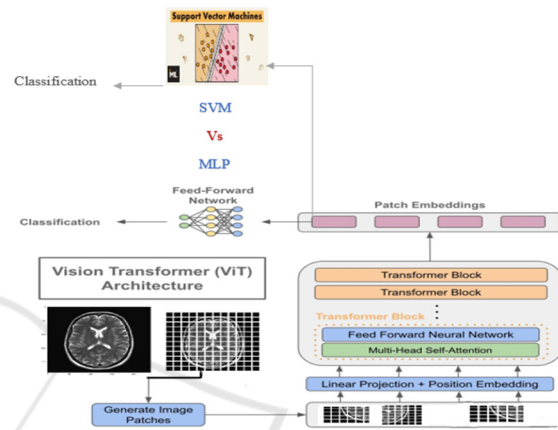 Support Vector Machines
ML
Classification
SVM
Vs
MLP
Feed-Forward
Network
Classification
Patch Embeddings
Vision Transformer (ViT)
Architecture
Transformer Block
Transformer Block
Transformer Block
Feed Forward Neural Network
Multi-Head Self-Attention
Linear Projection + Position Embedding
Generate Image
Patches